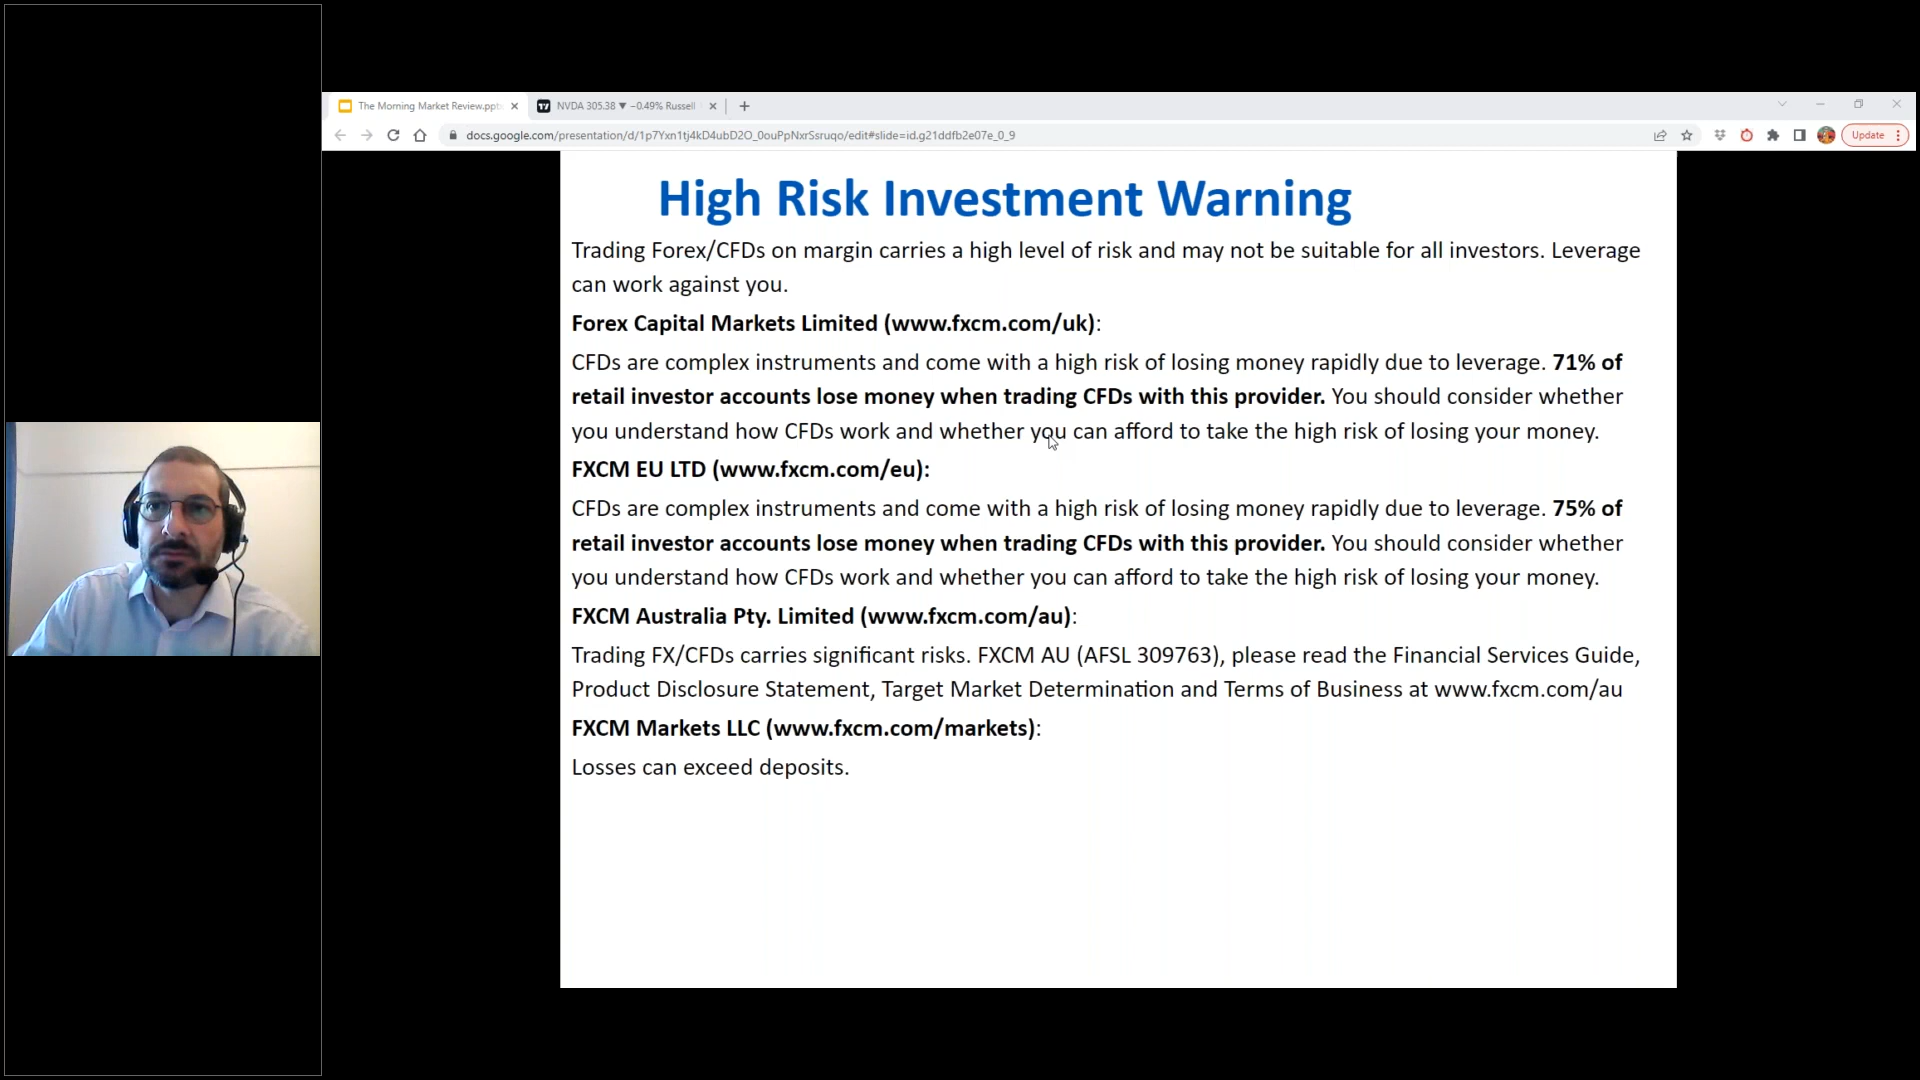 The Morning Market Review.ppt
NVDA 305.38 ▼ −0.49% Russell
docs.google.com/presentation/d/1p7Yxn1tj4kD4ubD2O_0ouPpNxrSsruqo/edit#slide=id.g21ddfb2e07e_0_9
Update
High Risk Investment Warning
Trading Forex/CFDs on margin carries a high level of risk and may not be suitable for all investors. Leverage
can work against you.
Forex Capital Markets Limited (www.fxcm.com/uk):
CFDs are complex instruments and come with a high risk of losing money rapidly due to leverage. 71% of
retail investor accounts lose money when trading CFDs with this provider. You should consider whether
you understand how CFDs work and whether you can afford to take the high risk of losing your money.
FXCM EU LTD (www.fxcm.com/eu):
CFDs are complex instruments and come with a high risk of losing money rapidly due to leverage. 75% of
retail investor accounts lose money when trading CFDs with this provider. You should consider whether
you understand how CFDs work and whether you can afford to take the high risk of losing your money.
FXCM Australia Pty. Limited (www.fxcm.com/au):
Trading FX/CFDs carries significant risks. FXCM AU (AFSL 309763), please read the Financial Services Guide,
Product Disclosure Statement, Target Market Determination and Terms of Business at www.fxcm.com/au
FXCM Markets LLC (www.fxcm.com/markets):
Losses can exceed deposits.